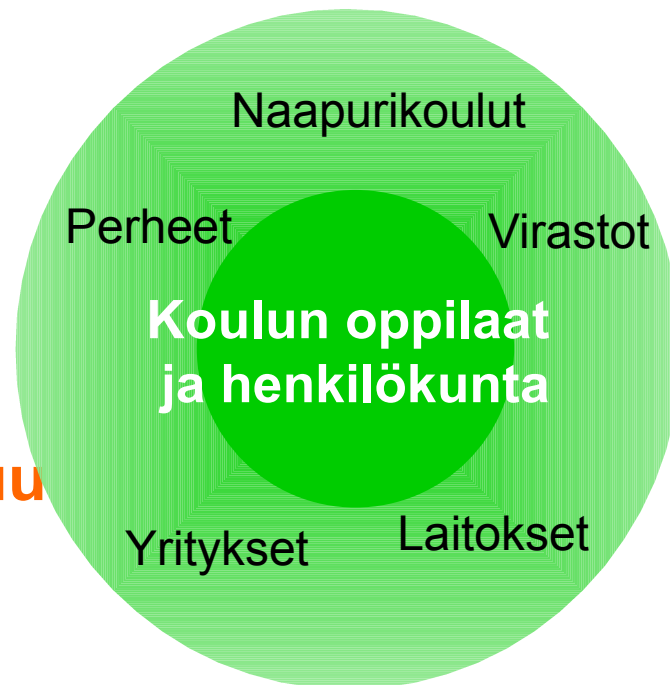 Naapurikoulut
Perheet
Virastot
Koulun oppilaat
ja henkilökunta
Yritykset
Laitokset